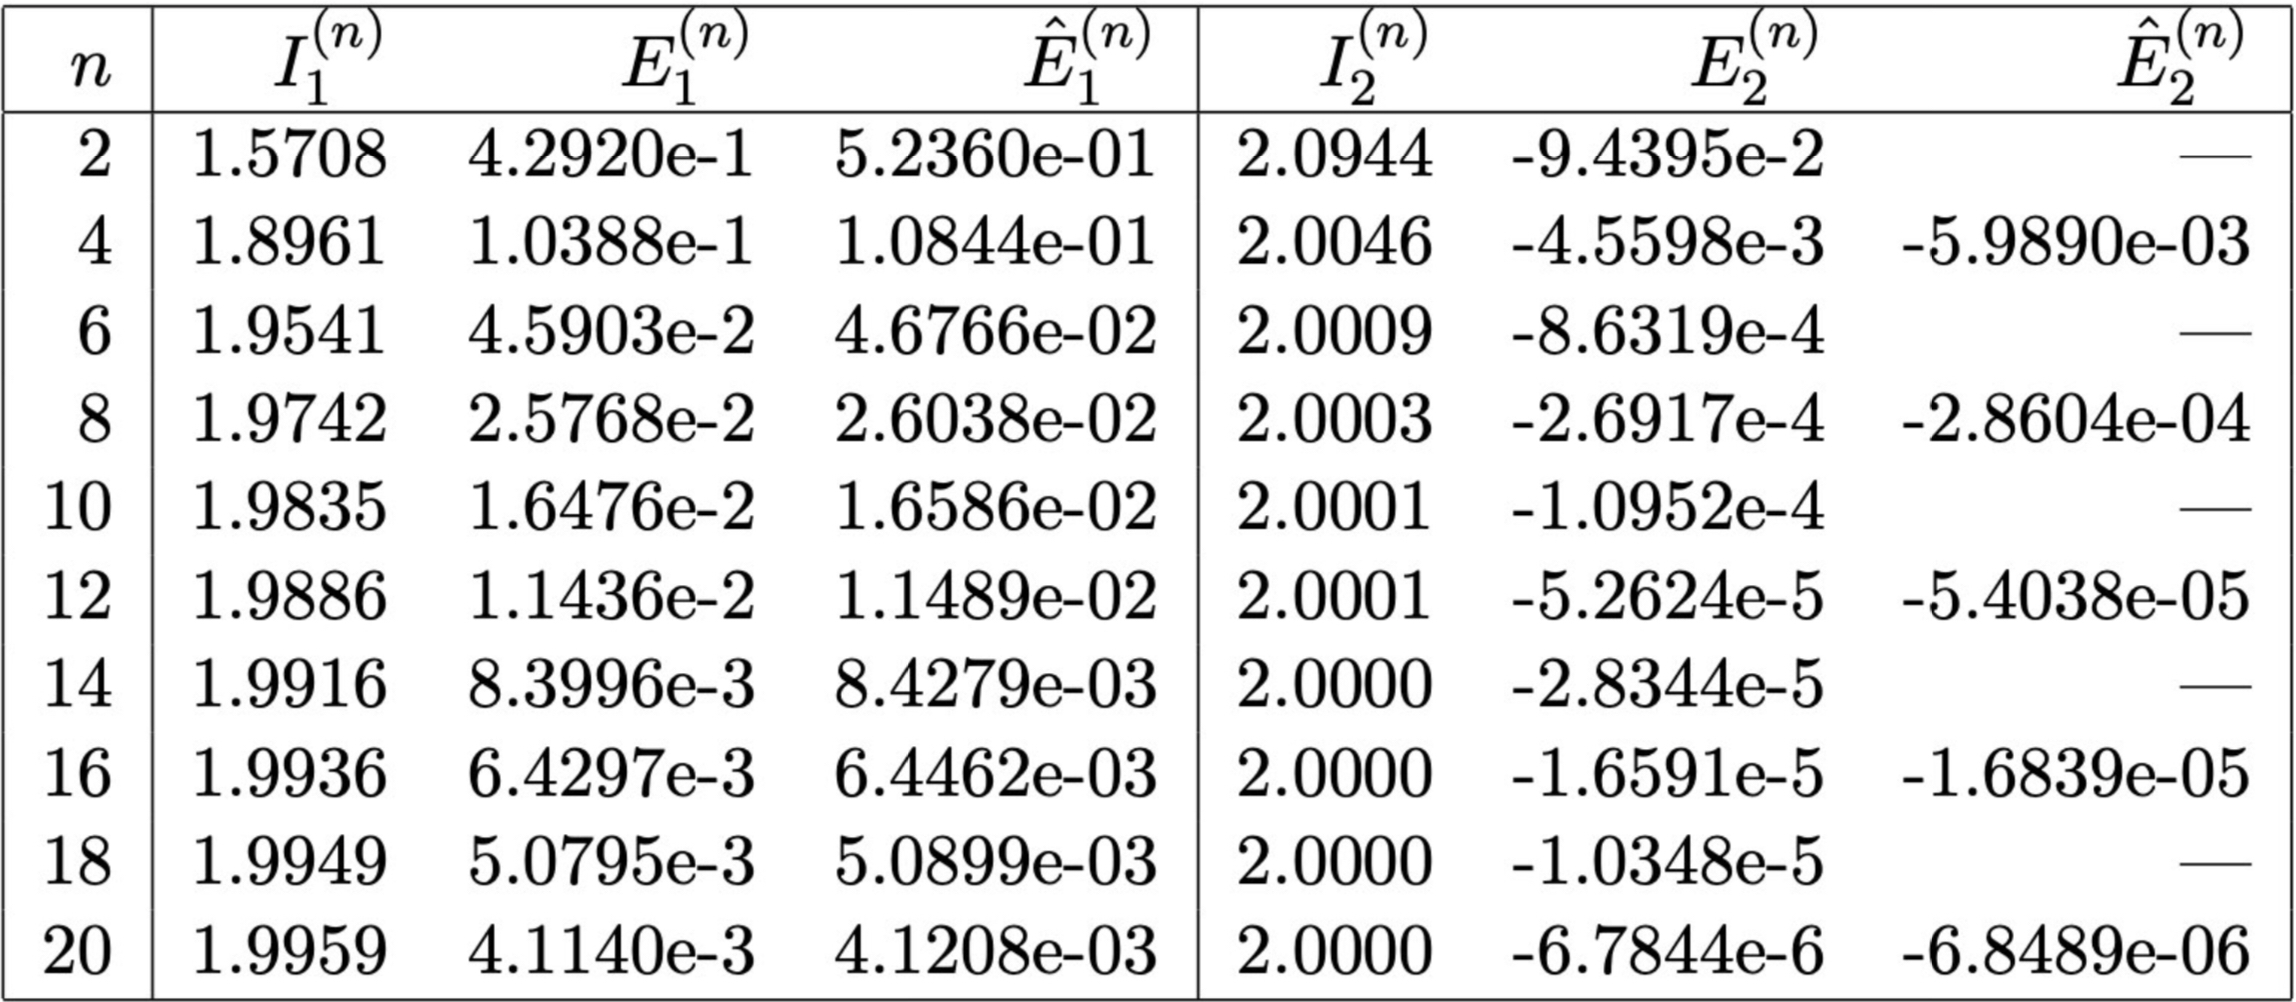 n I₁⁽ⁿ⁾ E₁⁽ⁿ⁾ Ê₁⁽ⁿ⁾ I₂⁽ⁿ⁾ E₂⁽ⁿ⁾ Ê₂⁽ⁿ⁾
2 1.5708 4.2920e-1 5.2360e-01 2.0944 -9.4395e-2 —
4 1.8961 1.0388e-1 1.0844e-01 2.0046 -4.5598e-3 -5.9890e-03
6 1.9541 4.5903e-2 4.6766e-02 2.0009 -8.6319e-4 —
8 1.9742 2.5768e-2 2.6038e-02 2.0003 -2.6917e-4 -2.8604e-04
10 1.9835 1.6476e-2 1.6586e-02 2.0001 -1.0952e-4 —
12 1.9886 1.1436e-2 1.1489e-02 2.0001 -5.2624e-5 -5.4038e-05
14 1.9916 8.3996e-3 8.4279e-03 2.0000 -2.8344e-5 —
16 1.9936 6.4297e-3 6.4462e-03 2.0000 -1.6591e-5 -1.6839e-05
18 1.9949 5.0795e-3 5.0899e-03 2.0000 -1.0348e-5 —
20 1.9959 4.1140e-3 4.1208e-03 2.0000 -6.7844e-6 -6.8489e-06